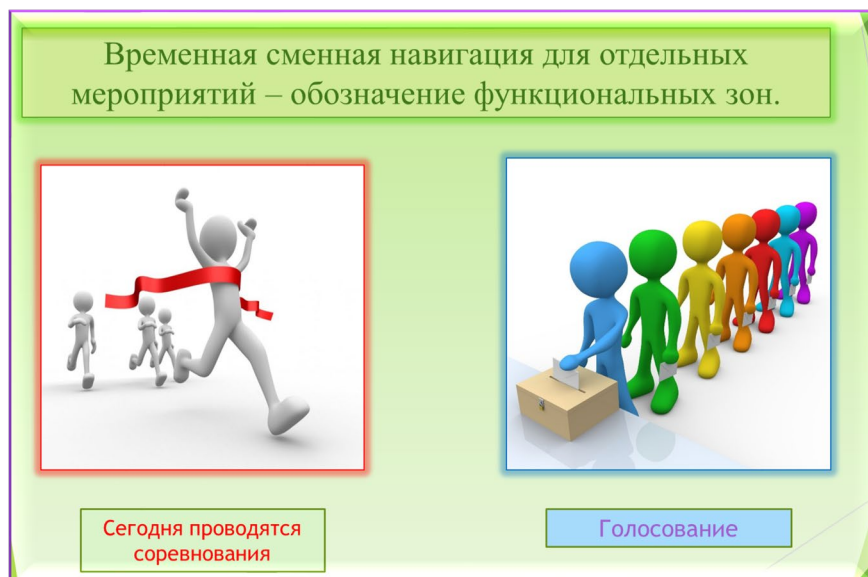 Временная сменная навигация для отдельных
мероприятий – обозначение функциональных зон.
Сегодня проводятся
соревнования
Голосование